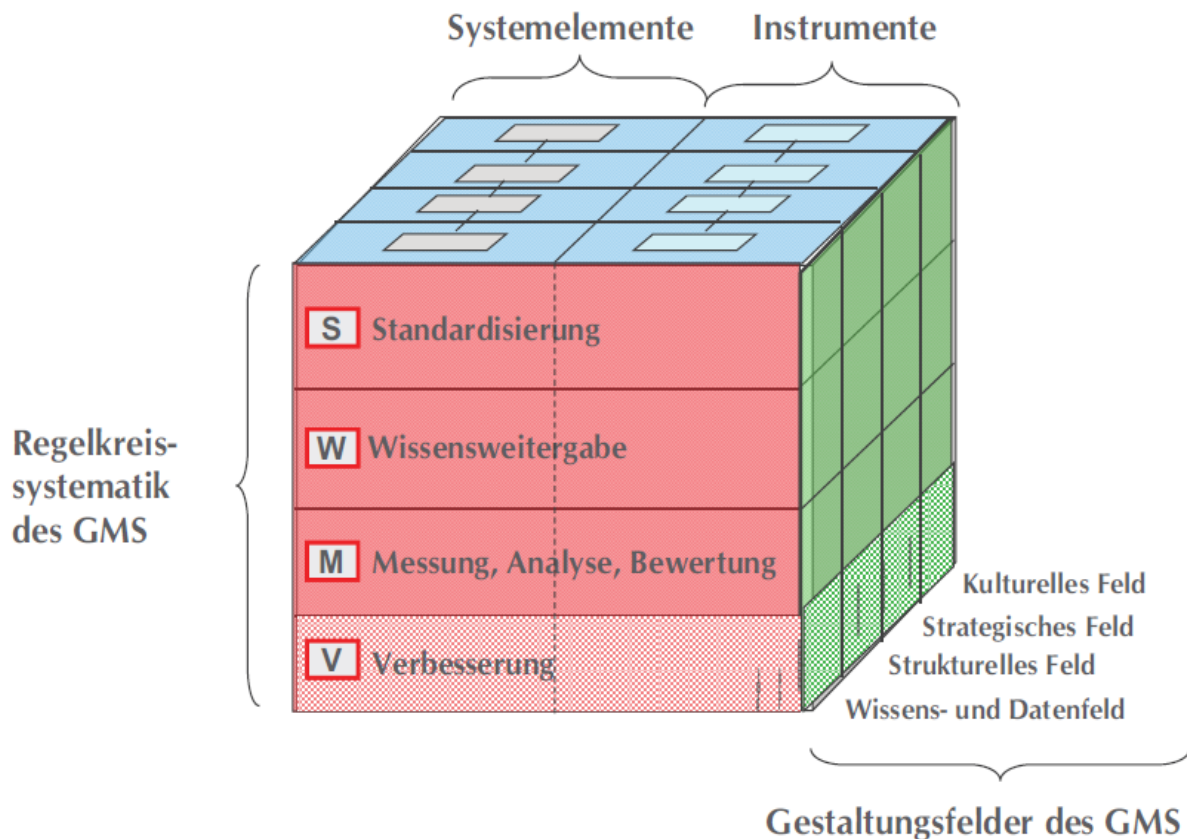 Systemelemente
Instrumente
S Standardisierung
W Wissensweitergabe
M Messung, Analyse, Bewertung
V Verbesserung
Regelkreis-
systematik
des GMS
Kulturelles Feld
Strategisches Feld
Strukturelles Feld
Wissens- und Datenfeld
Gestaltungsfelder des GMS